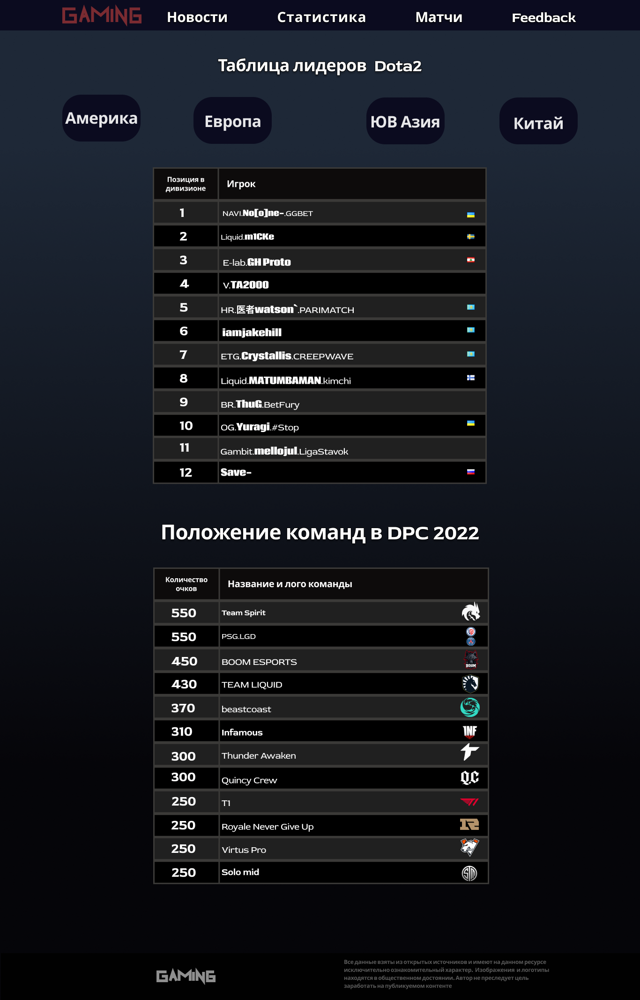 GAMING Новости Статистика Матчи Feedback
Таблица лидеров Dota2
Америка Европа ЮВ Азия Китай
Позиция в
дивизионе
Игрок
1 NAVI.No[o]ne-.GGBET
2 Liquid.m1CKe
3 E-lab.GH Proto
4 V.TA2000
5 HR.医者watson`.PARIMATCH
6 iamjakehill
7 ETG.Crystallis.CREEPWAVE
8 Liquid.MATUMBAMAN.kimchi
9 BR.ThuG.BetFury
10 OG.Yuragi.#Stop
11 Gambit.mellojul.LigaStavok
12 Save-
Положение команд в DPC 2022
Количество
очков
Название и лого команды
550 Team Spirit
550 PSG.LGD
450 BOOM ESPORTS BOOM
430 TEAM LIQUID
370 beastcoast
310 Infamous INF
300 Thunder Awaken
300 Quincy Crew QC
250 T1
250 Royale Never Give Up
250 Virtus Pro
250 Solo mid
GAMING
Все данные взяты из открытых источников и имеют на данном ресурсе
исключительно ознакомительный характер. Изображения и логотипы
находятся в общественном достоянии. Автор не преследует цель
заработать на публикуемом контенте